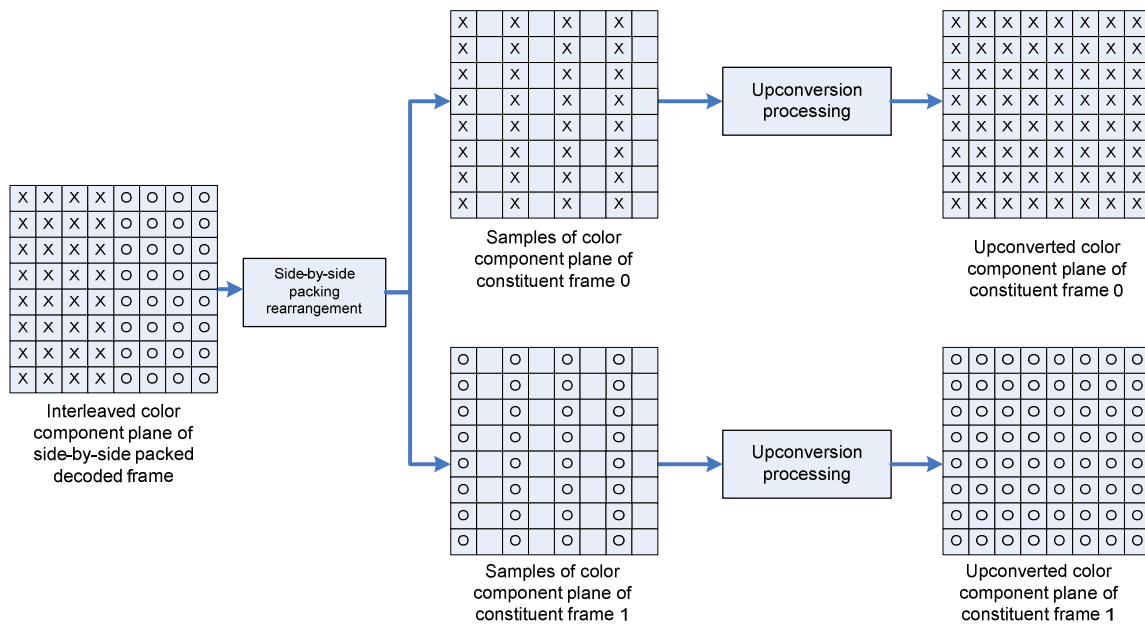 X X X X
X X X X
X X X X
X X X X
X X X X
X X X X
X X X X
X X X X
Upconversion
processing
X X X X X X X X
X X X X X X X X
X X X X X X X X
X X X X X X X X
X X X X X X X X
X X X X X X X X
X X X X X X X X
X X X X X X X X
X X X X O O O O
X X X X O O O O
X X X X O O O O
X X X X O O O O
X X X X O O O O
X X X X O O O O
X X X X O O O O
X X X X O O O O
Interleaved color
component plane of
side-by-side packed
decoded frame
Side-by-side
packing
rearrangement
Samples of color
component plane of
constituent frame 0
Upconverted color
component plane of
constituent frame 0
O O O O
O O O O
O O O O
O O O O
O O O O
O O O O
O O O O
O O O O
Upconversion
processing
O O O O O O O O
O O O O O O O O
O O O O O O O O
O O O O O O O O
O O O O O O O O
O O O O O O O O
O O O O O O O O
O O O O O O O O
Samples of color
component plane of
constituent frame 1
Upconverted color
component plane of
constituent frame 1